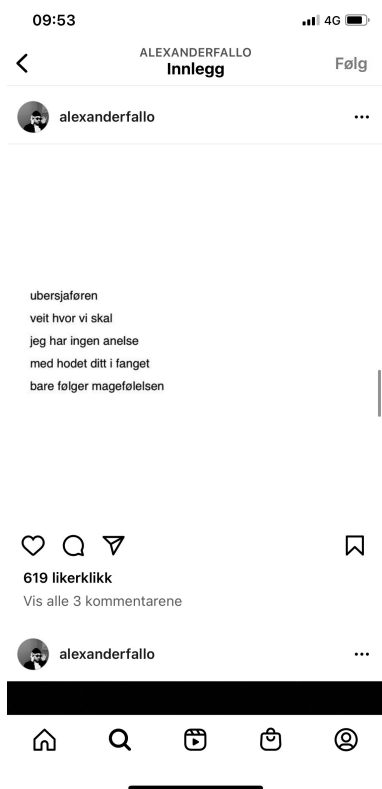 09:53
4G
ALEXANDERFALLO
Innlegg
Følg
alexanderfallo
ubersjaføren
veit hvor vi skal
jeg har ingen anelse
med hodet ditt i fanget
bare følger magefølelsen
619 likerklikk
Vis alle 3 kommentarene
alexanderfallo